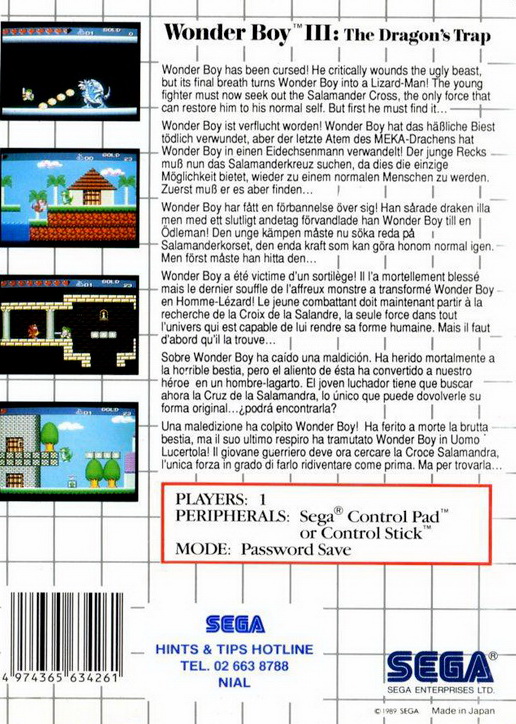 Wonder Boy™ III: The Dragon's Trap
Wonder Boy has been cursed! He critically wounds the ugly beast,
but its final breath turns Wonder Boy into a Lizard-Man! The young
fighter must now seek out the Salamander Cross, the only force that
can restore him to his normal self. But first he must find it...
Wonder Boy ist verflucht worden! Wonder Boy hat das häßliche Biest
tödlich verwundet, aber der letzte Atem des MEKA-Drachens hat
Wonder Boy in einen Eidechsenmann verwandelt! Der junge Recks
muß nun das Salamanderkreuz suchen, da dies die einzige
Möglichkeit bietet, wieder zu einem normalen Menschen zu werden.
Zuerst muß er es aber finden...
Wonder Boy har fått en förbannelse över sig! Han sårade draken illa
men med ett slutligt andetag förvandlade han Wonder Boy till en
Ödleman! Den unge kämpen måste nu söka reda på
Salamanderkorset, den enda kraft som kan göra honom normal igen.
Men först måste han hitta den...
Wonder Boy a été victime d'un sortilège! Il l'a mortellement blessé
mais le dernier souffle de l'affreux monstre a transformé Wonder Boy
en Homme-Lézard! Le jeune combattant doit maintenant partir à la
recherche de la Croix de la Salandre, la seule force dans tout
l'univers qui est capable de lui rendre sa forme humaine. Mais il faut
d'abord qu'il la trouve...
Sobre Wonder Boy ha caído una maldición. Ha herido mortalmente a
la horrible bestia, pero el aliento de ésta ha convertido a nuestro
héroe en un hombre-lagarto. El joven luchador tiene que buscar
ahora la Cruz de la Salamandra, lo único que puede dovolverle su
forma original...¿podrá encontrarla?
Una maledizione ha colpito Wonder Boy! Ha ferito a morte la brutta
bestia, ma il suo ultimo respiro ha tramutato Wonder Boy in Uomo
Lucertola! Il giovane guerriero deve ora cercare la Croce Salamandra,
l'unica forza in grado di farlo ridiventare come prima. Ma per trovarla...
PLAYERS: 1
PERIPHERALS: Sega® Control Pad™
or Control Stick™
MODE: Password Save
4 974365 634261
SEGA
HINTS & TIPS HOTLINE
TEL. 02 663 8788
NIAL
SEGA®
SEGA ENTERPRISES LTD.
© 1989 SEGA Made in Japan